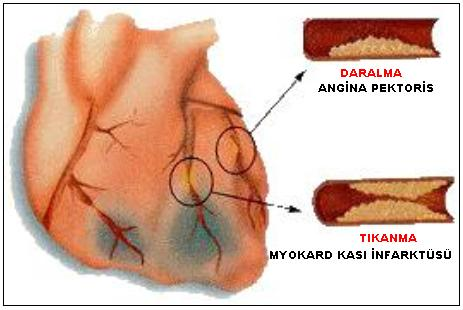 DARALMA
ANGİNA PEKTORİS
TIKANMA
MYOKARD KASI İNFARKTÜSÜ